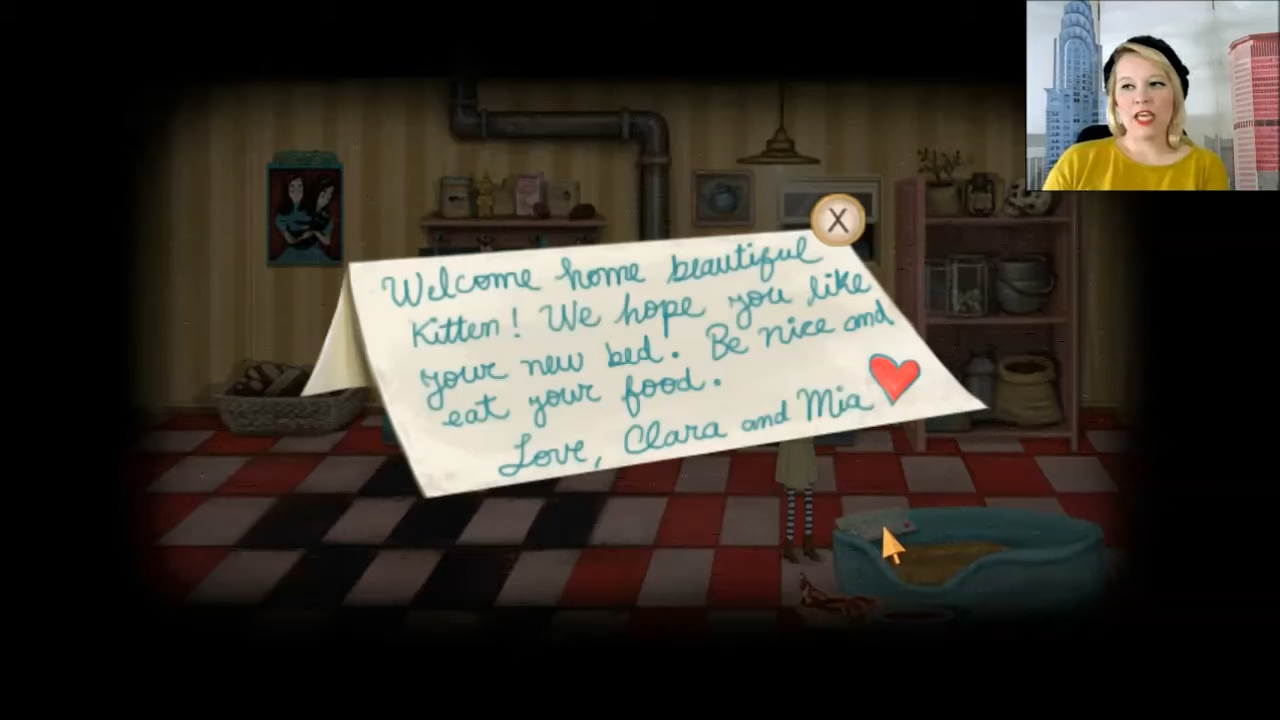 Welcome home beautiful
Kitten! We hope you like
your new bed. Be nice and
eat your food.
Love, Clara and Mia
X